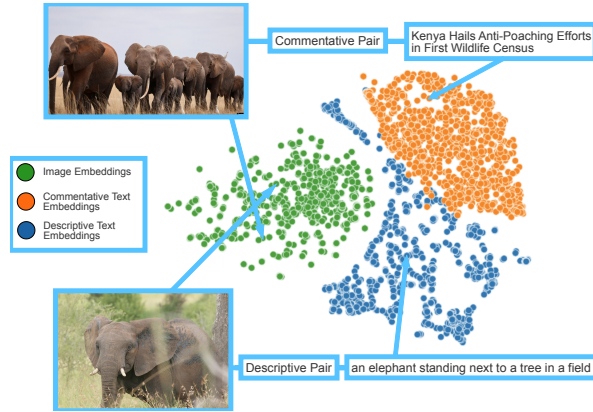 Commentative Pair
Kenya Hails Anti-Poaching Efforts
in First Wildlife Census
Image Embeddings
Commentative Text
Embeddings
Descriptive Text
Embeddings
Descriptive Pair
an elephant standing next to a tree in a field